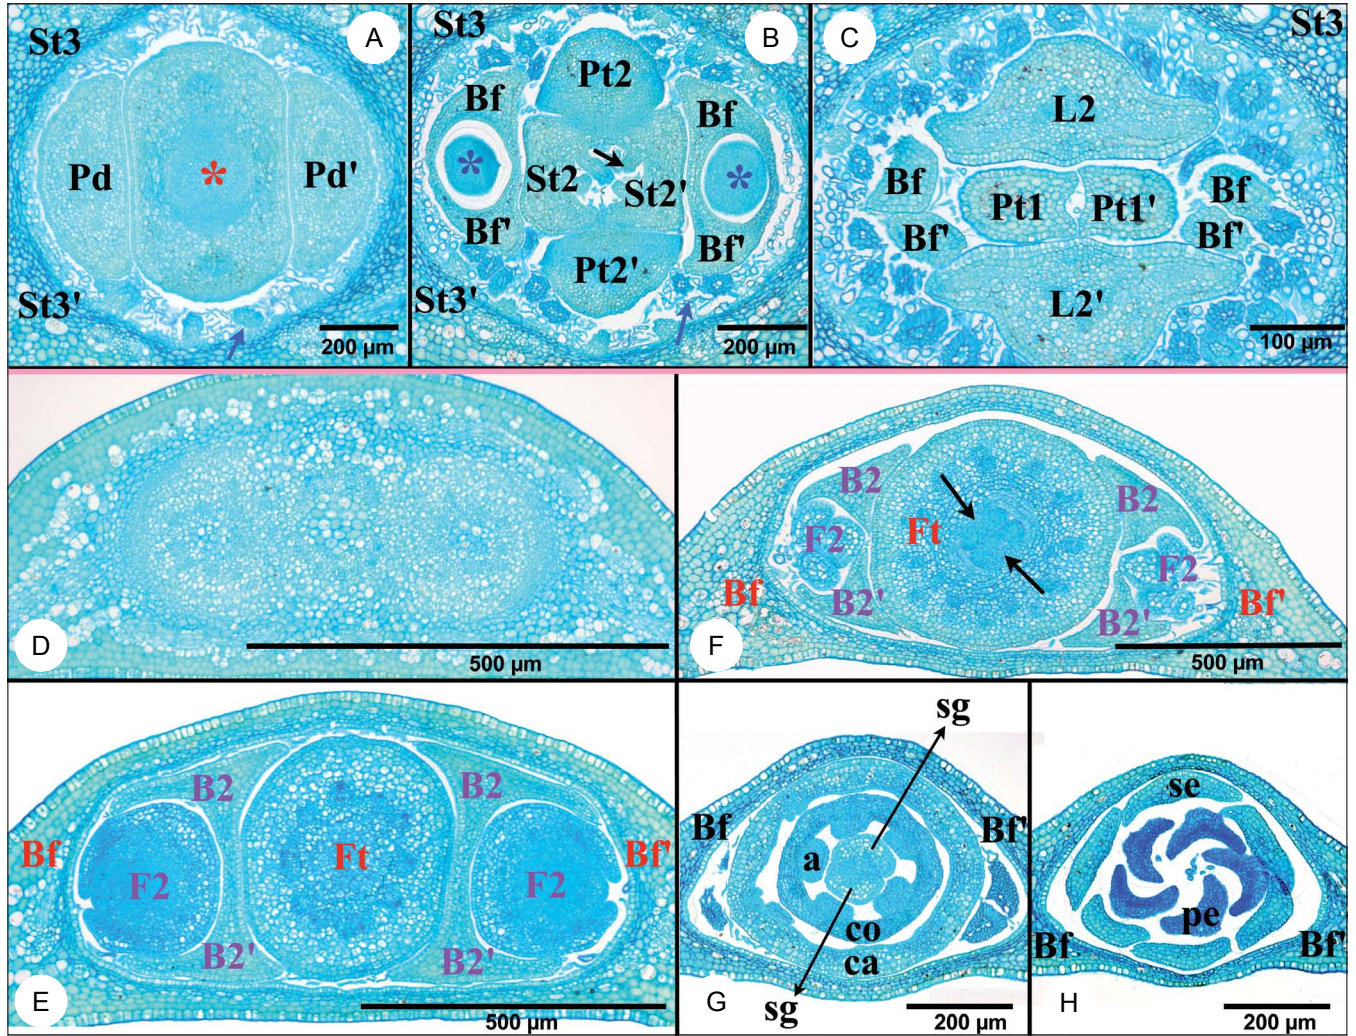 St3 A
Pd * Pd'
St3'
200 µm
St3 B
Pt2
Bf Bf
* St2 St2' *
Bf' Bf'
Pt2'
St3'
200 µm
C St3
L2
Bf Bf
Pt1 Pt1'
Bf' Bf'
L2'
100 µm
D
500 µm
B2 B2
F2 Ft F2
Bf Bf'
B2' B2'
F
500 µm
B2 B2
Bf Ft Bf'
F2 F2
B2' B2'
E
500 µm
sg
Bf Bf'
a
co
ca
G
sg
200 µm
se
pe
Bf Bf'
H
200 µm